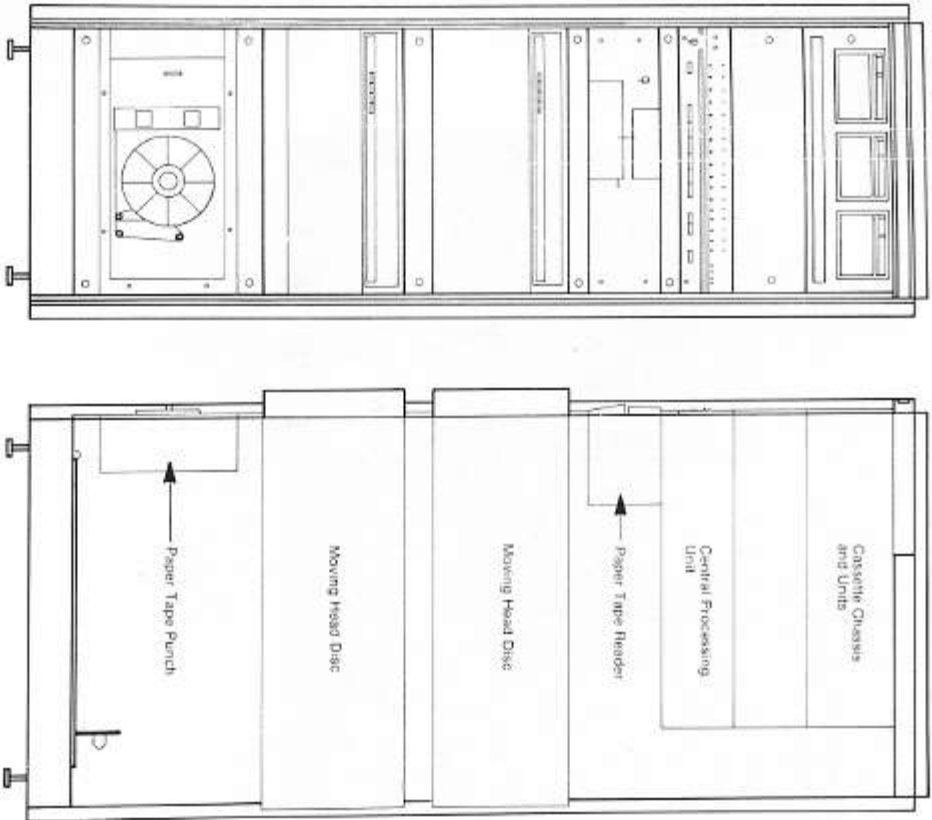 Cassette Chassis
and Units
Central Processing
Unit
Paper Tape Reader
Moving Head Disc
Moving Head Disc
Paper Tape Punch